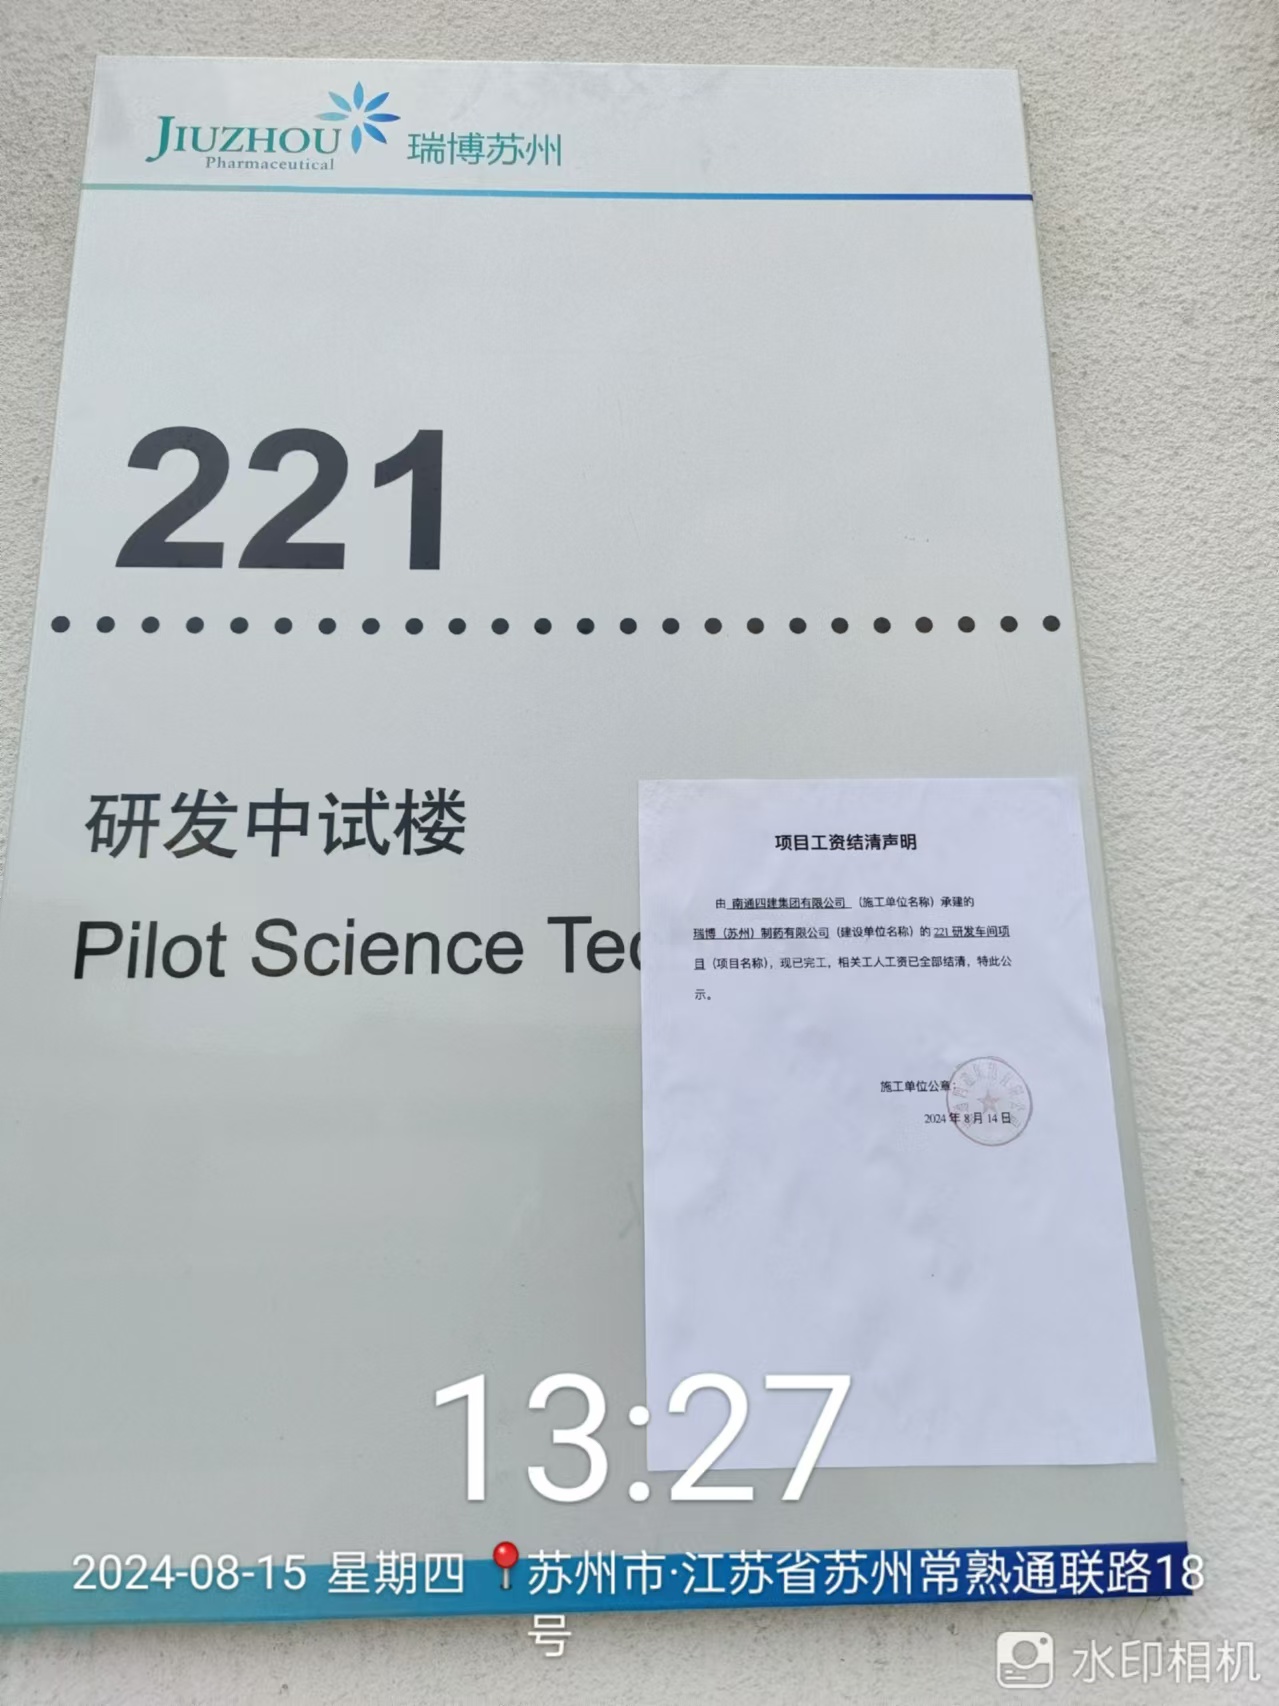 JIUZHOU
Pharmaceutical
瑞博苏州
221
研发中试楼
Pilot Science Tec
项目工资结清声明
由 南通四建集团有限公司 (施工单位名称) 承建的
瑞博 (苏州) 制药有限公司 (建设单位名称) 的 221 研发车间项
目 (项目名称)，现已完工，相关工人工资已全部结清，特此公
示。
施工单位公章
2024 年 8 月 14 日
13:27
2024-08-15 星期四 苏州市·江苏省苏州常熟通联路18
号
水印相机